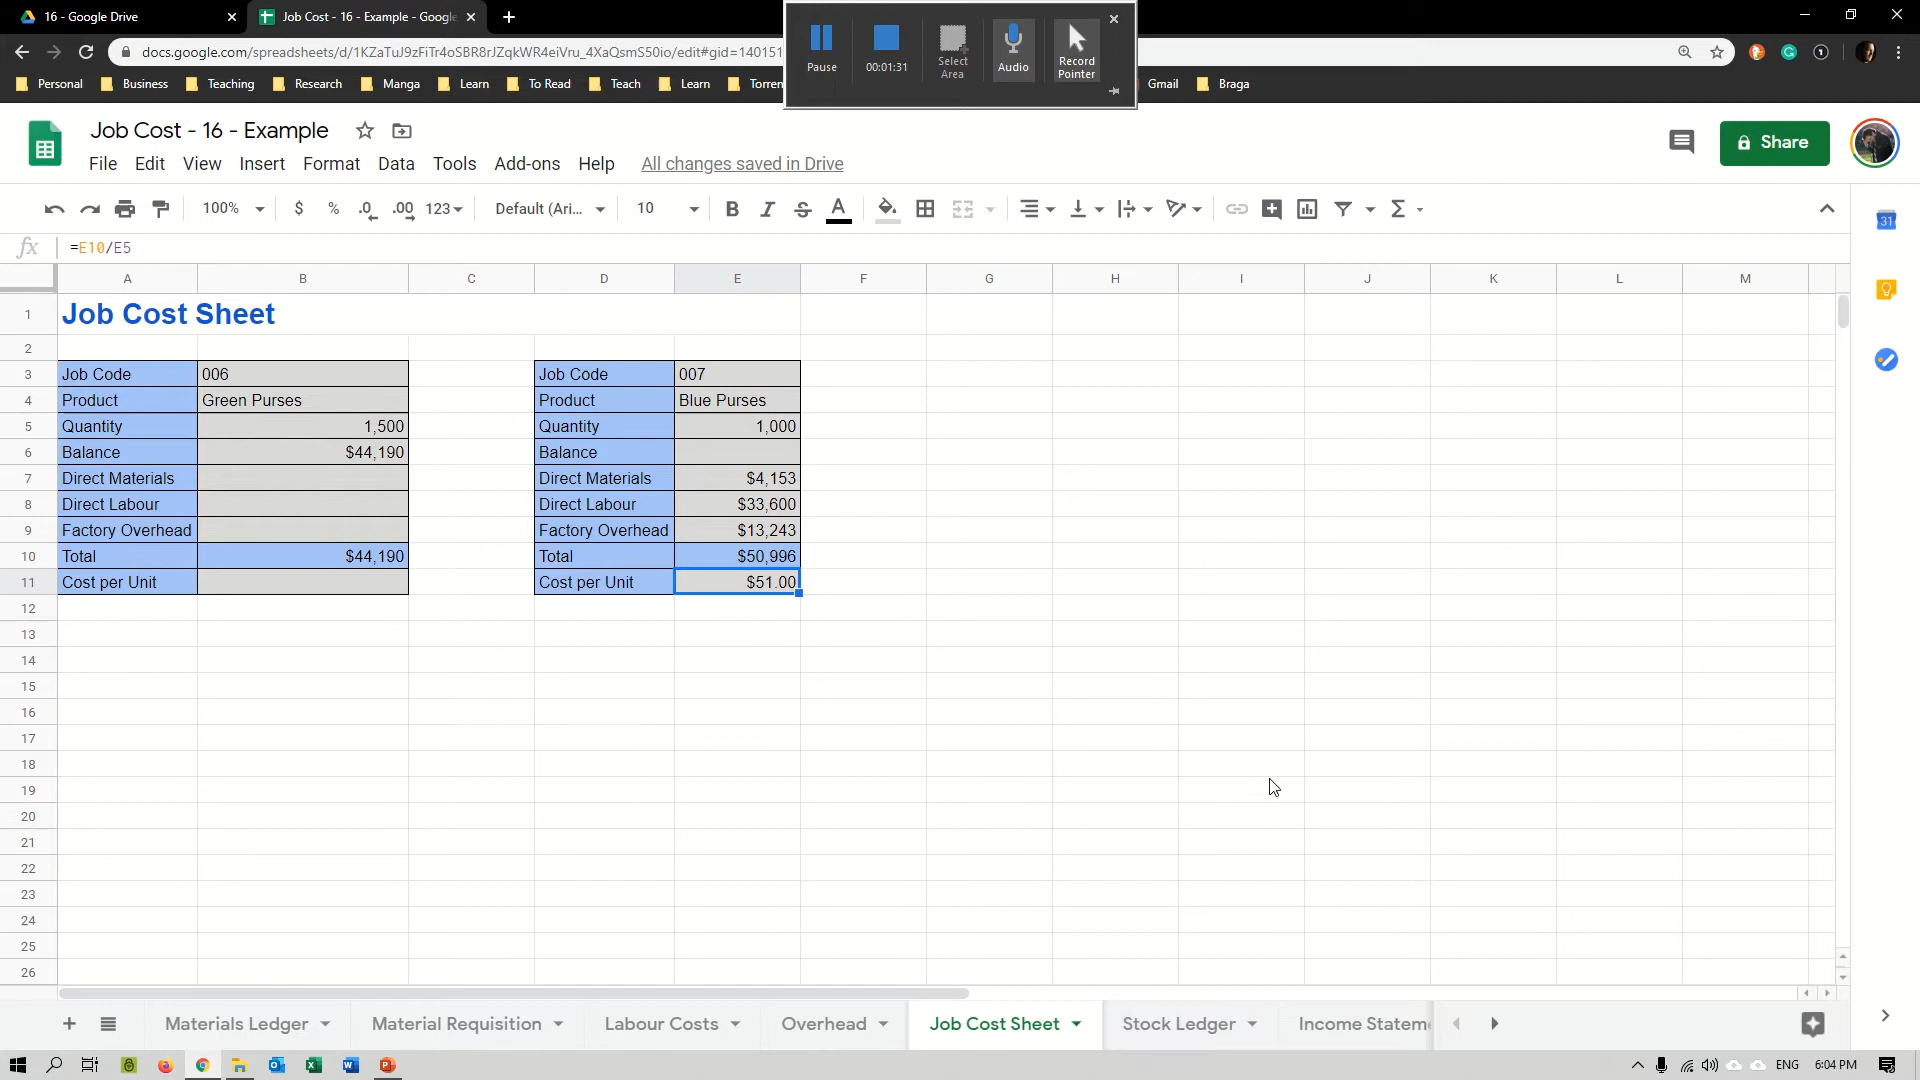 16 - Google Drive
Job Cost - 16 - Example - Google
docs.google.com/spreadsheets/d/1KZaTuJ9zFiTr4oSBR8rJZqkWR4eiVru_4XaQsmS50io/edit#gid=140151
Pause
00:01:31
Select Area
Audio
Record Pointer
Personal
Business
Teaching
Research
Manga
Learn
To Read
Teach
Learn
Torren
Gmail
Braga
Job Cost - 16 - Example
File Edit View Insert Format Data Tools Add-ons Help All changes saved in Drive
Share
100% $ % .0 .00 123 Default (Ari... 10
fx =E10/E5
A B C D E F G H I J K L M
1 Job Cost Sheet
2
3 Job Code 006 Job Code 007
4 Product Green Purses Product Blue Purses
5 Quantity 1,500 Quantity 1,000
6 Balance $44,190 Balance
7 Direct Materials Direct Materials $4,153
8 Direct Labour Direct Labour $33,600
9 Factory Overhead Factory Overhead $13,243
10 Total $44,190 Total $50,996
11 Cost per Unit Cost per Unit $51.00
12
13
14
15
16
17
18
19
20
21
22
23
24
25
26
Materials Ledger Material Requisition Labour Costs Overhead Job Cost Sheet Stock Ledger Income Statem
ENG 6:04 PM